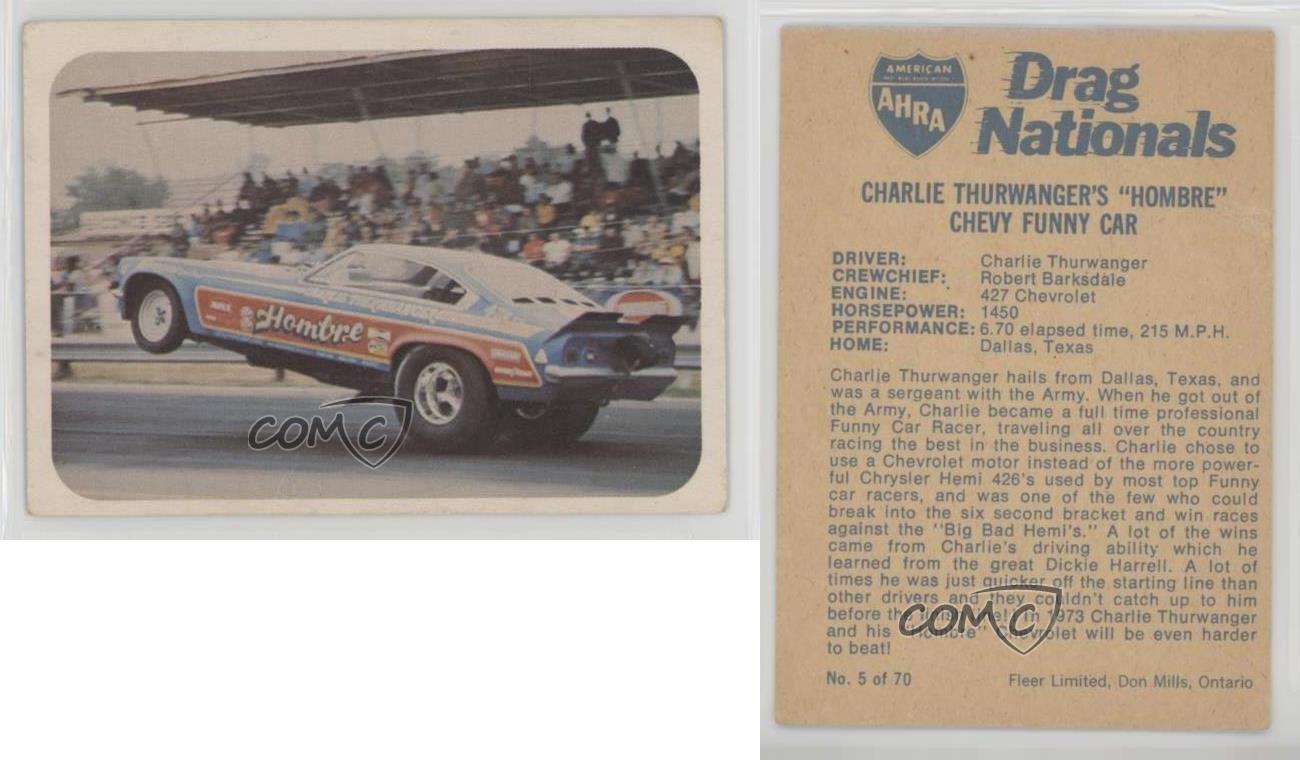 Hombre
COMC
AMERICAN
AHRA
Drag
Nationals
CHARLIE THURWANGER'S "HOMBRE"
CHEVY FUNNY CAR
DRIVER: Charlie Thurwanger
CREWCHIEF: Robert Barksdale
ENGINE: 427 Chevrolet
HORSEPOWER: 1450
PERFORMANCE: 6.70 elapsed time, 215 M.P.H.
HOME: Dallas, Texas
Charlie Thurwanger hails from Dallas, Texas, and
was a sergeant with the Army. When he got out of
the Army, Charlie became a full time professional
Funny Car Racer, traveling all over the country
racing the best in the business. Charlie chose to
use a Chevrolet motor instead of the more power-
ful Chrysler Hemi 426's used by most top Funny
car racers, and was one of the few who could
break into the six second bracket and win races
against the "Big Bad Hemi's." A lot of the wins
came from Charlie's driving ability which he
learned from the great Dickie Harrell. A lot of
times he was just quicker off the starting line than
other drivers and they couldn't catch up to him
before the finish line! In 1973 Charlie Thurwanger
and his "Hombre" Chevrolet will be even harder
to beat!
COMC
No. 5 of 70 Fleer Limited, Don Mills, Ontario